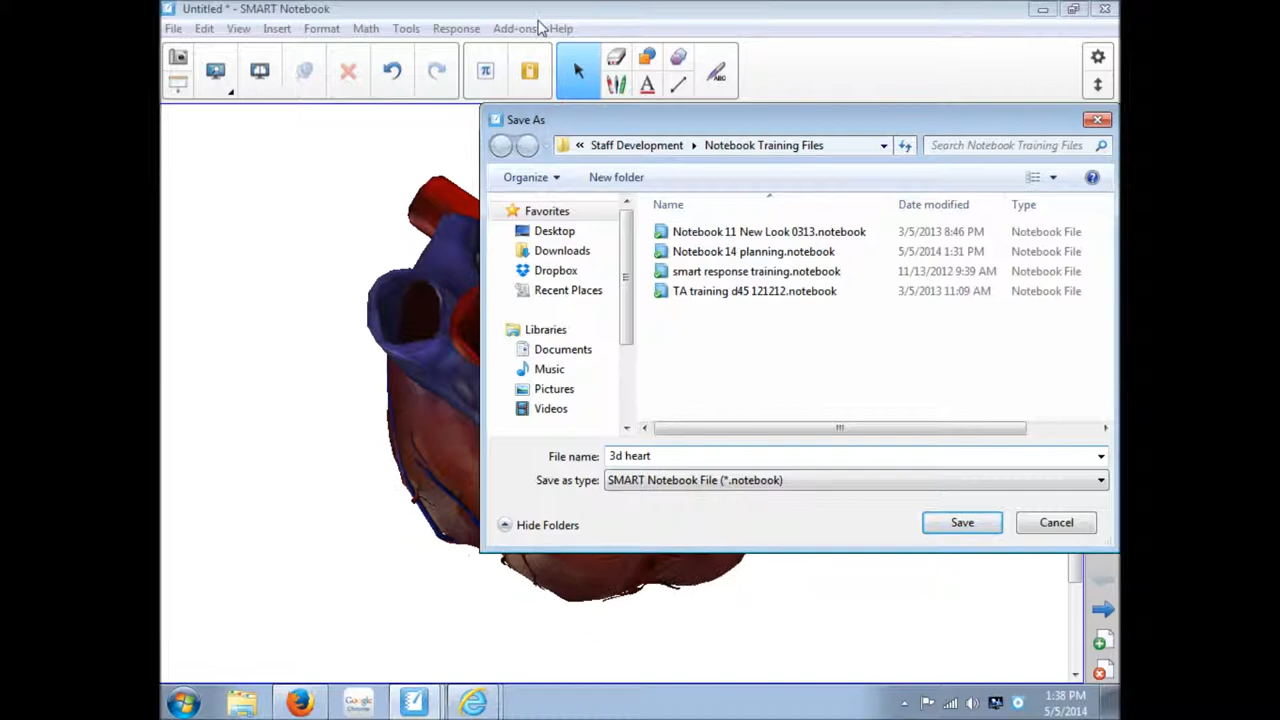 Untitled * - SMART Notebook
File Edit View Insert Format Math Tools Response Add-ons Help
π A ABC
Save As
« Staff Development Notebook Training Files Search Notebook Training Files
Organize New folder ?
Favorites
Desktop
Downloads
Dropbox
Recent Places
Libraries
Documents
Music
Pictures
Videos
Name Date modified Type
Notebook 11 New Look 0313.notebook 3/5/2013 8:46 PM Notebook File
Notebook 14 planning.notebook 5/5/2014 1:31 PM Notebook File
smart response training.notebook 11/13/2012 9:39 AM Notebook File
TA training d45 121212.notebook 3/5/2013 11:09 AM Notebook File
File name: 3d heart
Save as type: SMART Notebook File (*.notebook)
Hide Folders Save Cancel
Google
1:38 PM
5/5/2014